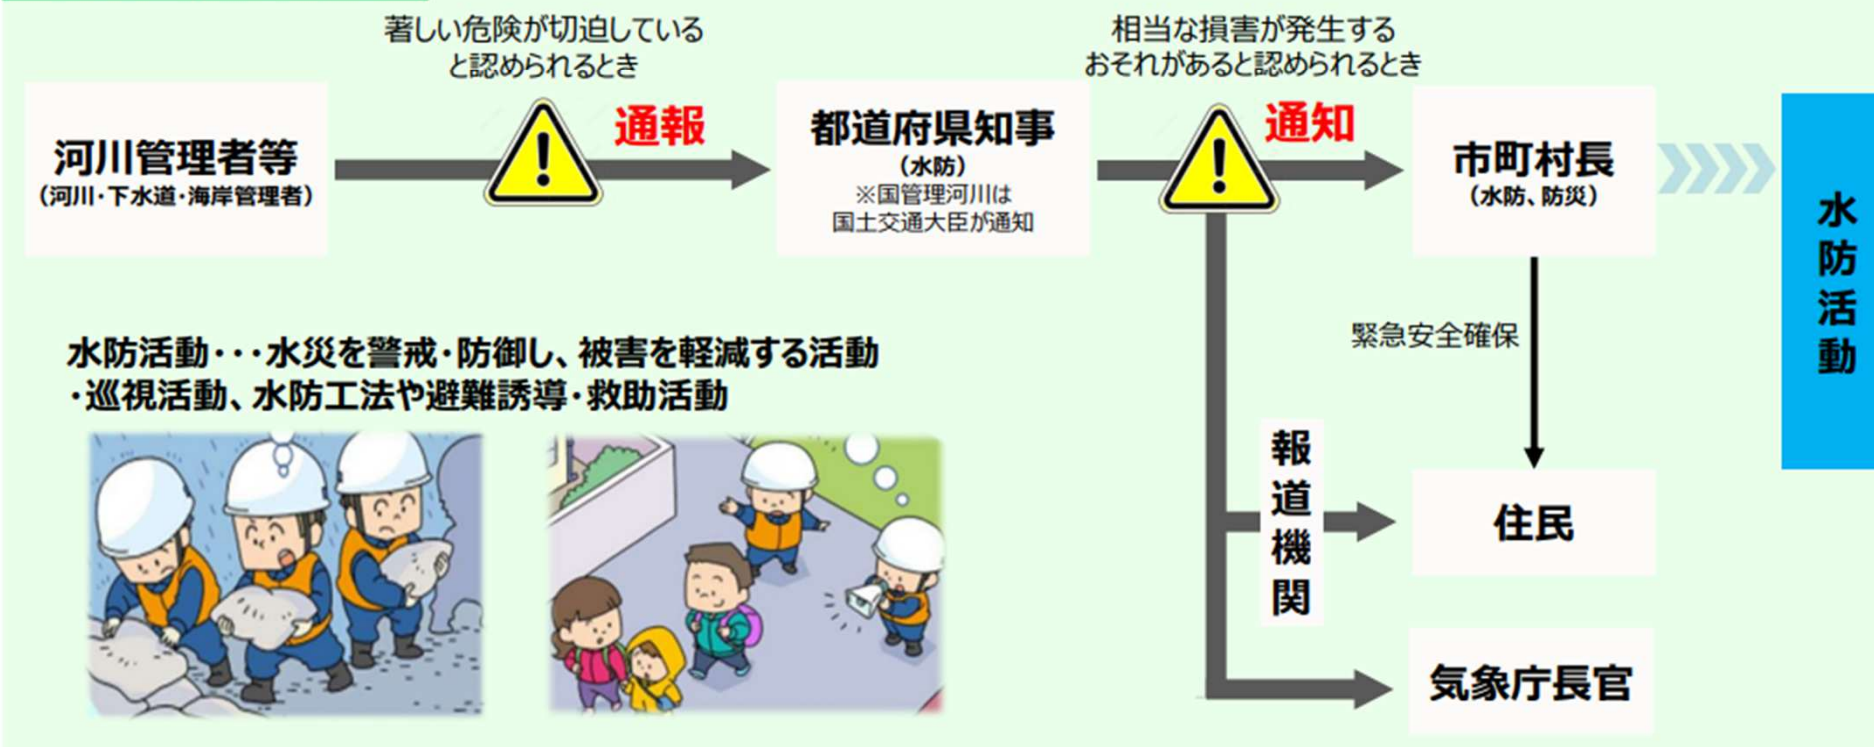 著しい危険が切迫している
と認められるとき
相当な損害が発生する
おそれがあると認められるとき
河川管理者等
（河川・下水道・海岸管理者）
通報
都道府県知事
（水防）
※国管理河川は
国土交通大臣が通知
通知
市町村長
（水防、防災）
水防活動
緊急安全確保
水防活動・・・水災を警戒・防御し、被害を軽減する活動
・巡視活動、水防工法や避難誘導・救助活動
報道機関
住民
気象庁長官